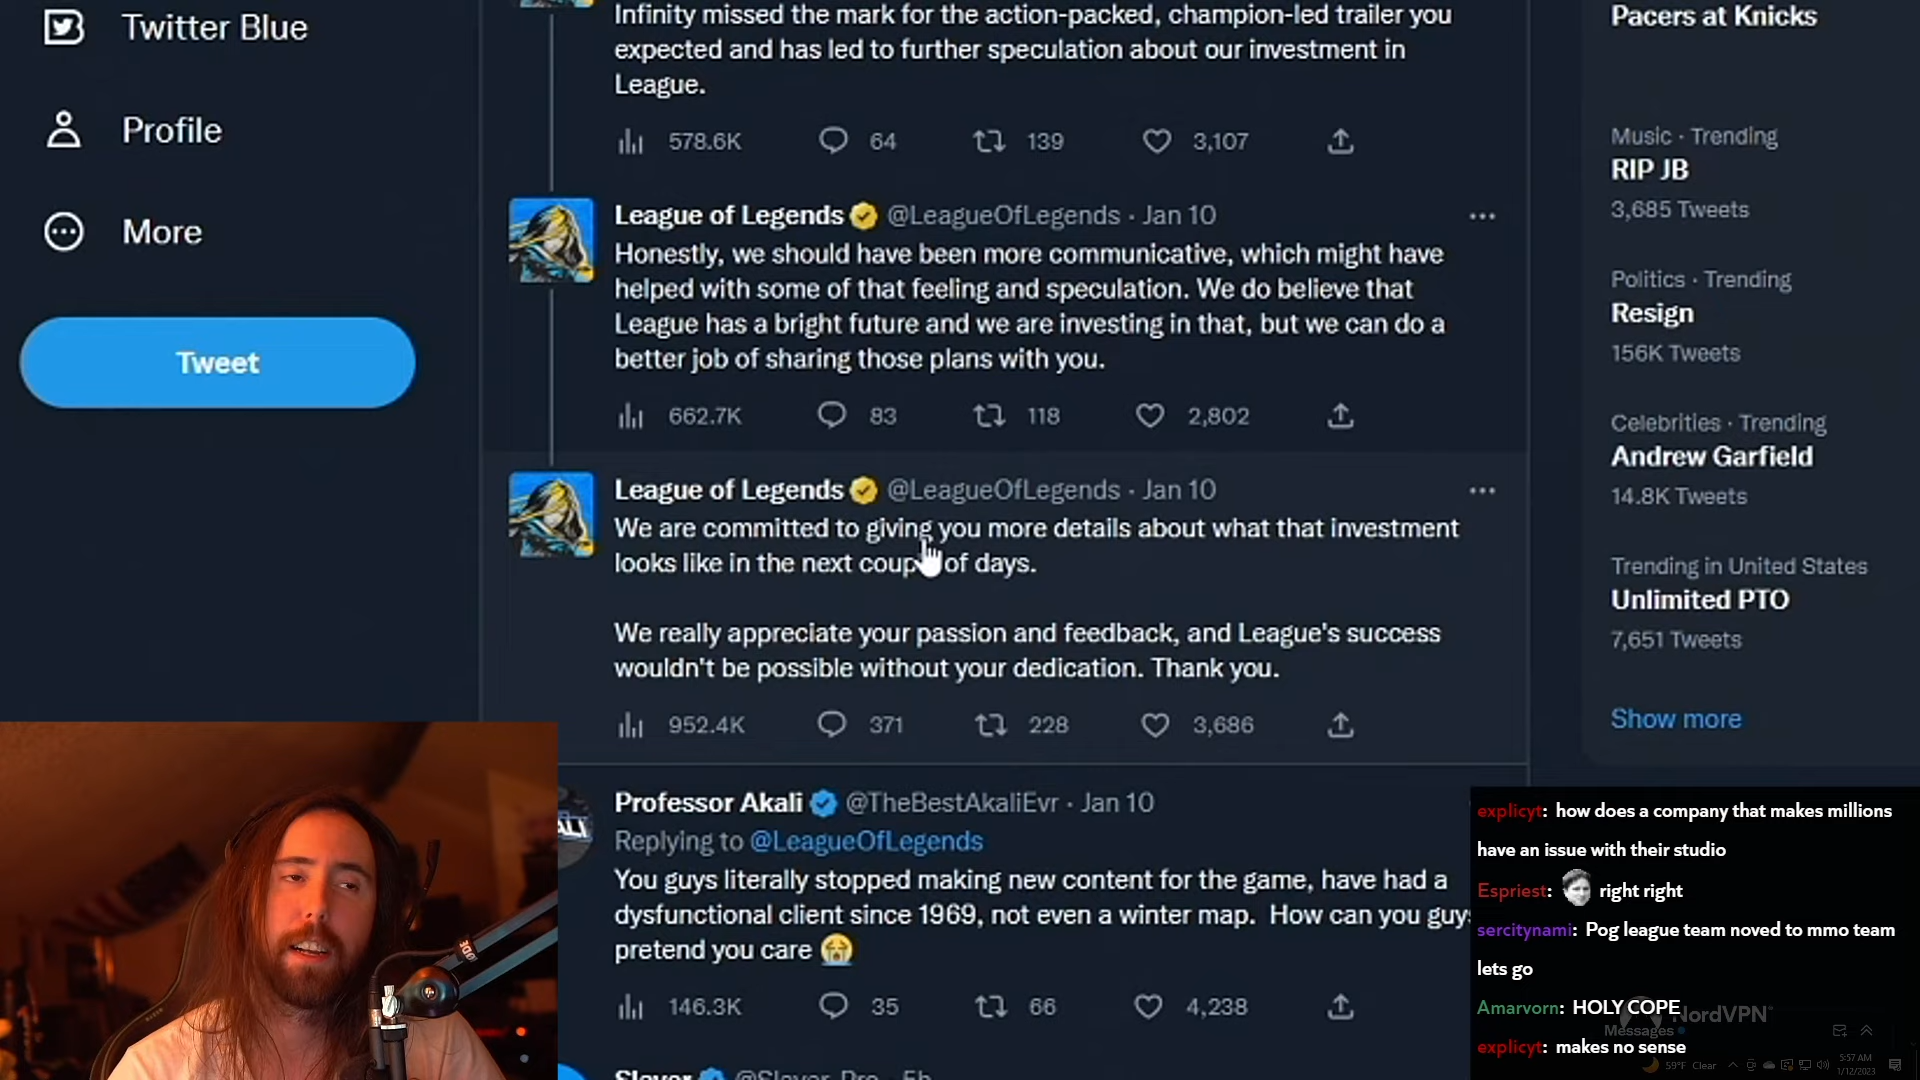 Twitter Blue
Profile
More
Tweet
Infinity missed the mark for the action-packed, champion-led trailer you
expected and has led to further speculation about our investment in
League.
578.6K 64 139 3,107
League of Legends @LeagueOfLegends · Jan 10
Honestly, we should have been more communicative, which might have
helped with some of that feeling and speculation. We do believe that
League has a bright future and we are investing in that, but we can do a
better job of sharing those plans with you.
662.7K 83 118 2,802
League of Legends @LeagueOfLegends · Jan 10
We are committed to giving you more details about what that investment
looks like in the next of days.
We really appreciate your passion and feedback, and League's success
wouldn't be possible without your dedication. Thank you.
952.4K 371 228 3,686
Professor Akali @TheBestAkaliEvr · Jan 10
Replying to @LeagueOfLegends
You guys literally stopped making new content for the game, have had a
dysfunctional client since 1969, not even a winter map. How can you guys
pretend you care
146.3K 35 66 4,238
Pacers at Knicks
Music · Trending
RIP JB
3,685 Tweets
Politics · Trending
Resign
156K Tweets
Celebrities · Trending
Andrew Garfield
14.8K Tweets
Trending in United States
Unlimited PTO
7,651 Tweets
Show more
explicyt: how does a company that makes millions
have an issue with their studio
Espriest: right right
sercitynami: Pog league team noved to mmo team
lets go
Amarvorn: HOLY COPE
explicyt: makes no sense
NordVPN
Messages
59°F Clear
5:57 AM
1/12/2023